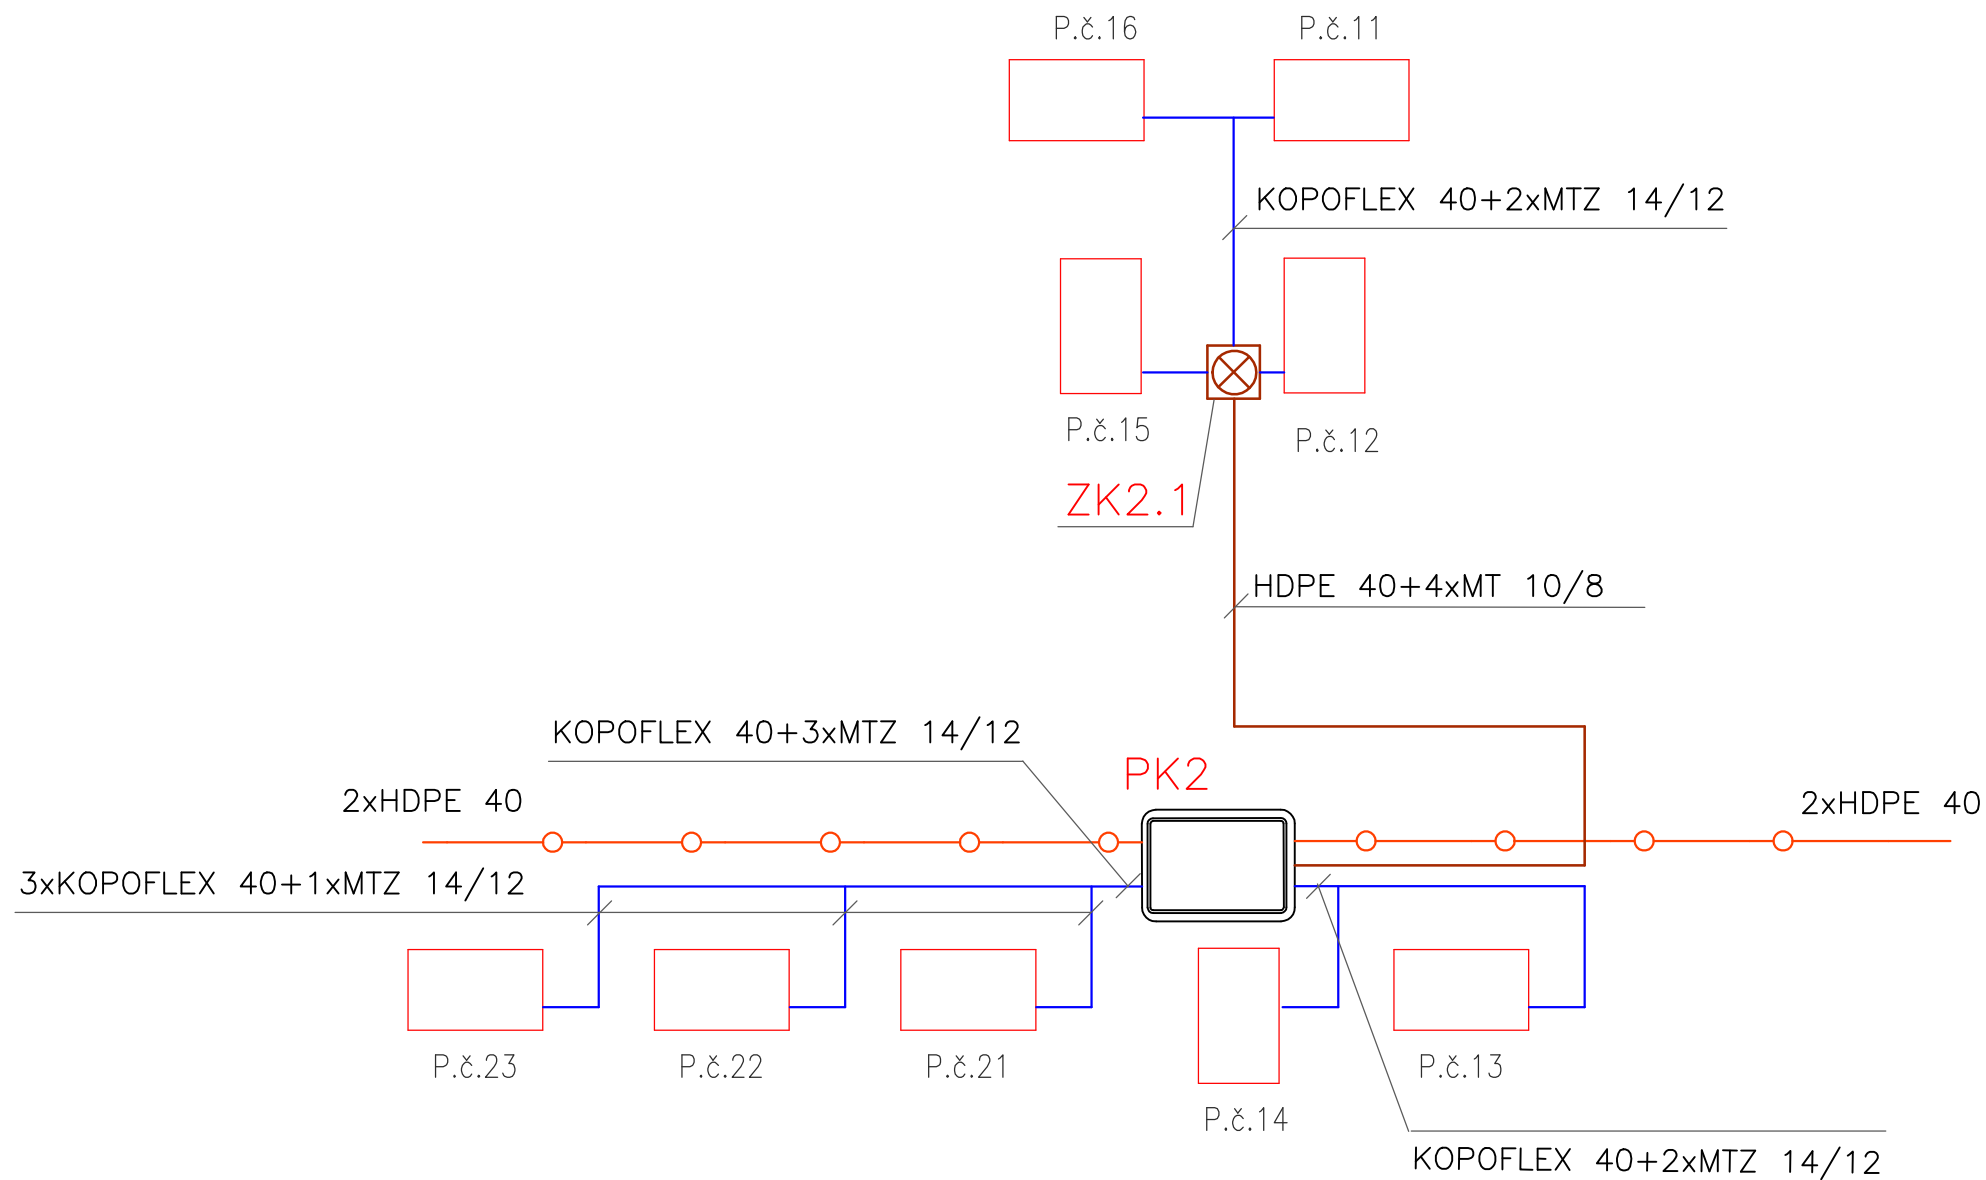 P.č.16
P.č.11
KOPOFLEX 40+2xMTZ 14/12
P.č.15
P.č.12
ZK2.1
HDPE 40+4xMT 10/8
KOPOFLEX 40+3xMTZ 14/12
PK2
2xHDPE 40
2xHDPE 40
3xKOPOFLEX 40+1xMTZ 14/12
P.č.23
P.č.22
P.č.21
P.č.13
P.č.14
KOPOFLEX 40+2xMTZ 14/12